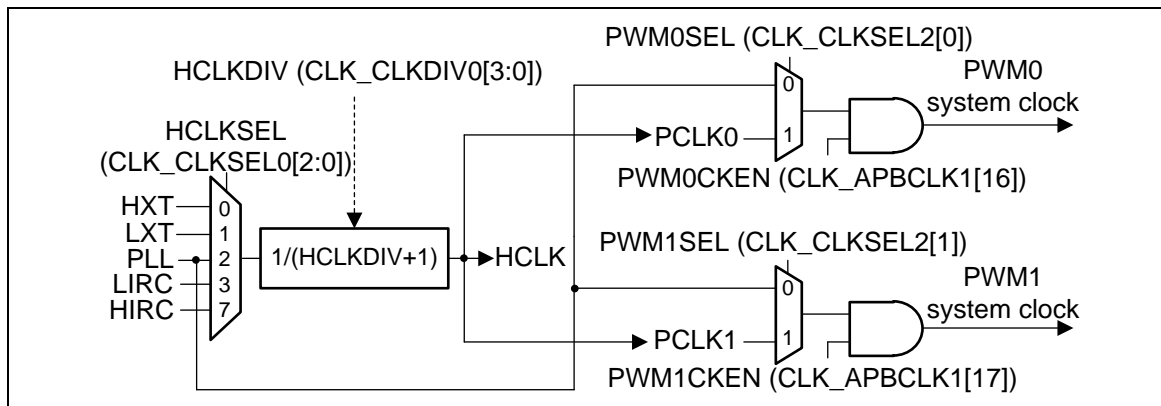 PWM0SEL (CLK_CLKSEL2[0])
HCLKDIV (CLK_CLKDIV0[3:0])
PWM0
system clock
0
1
HCLKSEL
(CLK_CLKSEL0[2:0])
PCLK0
PWM0CKEN (CLK_APBCLK1[16])
HXT
0
LXT
1
PLL
2
LIRC
3
HIRC
7
1/(HCLKDIV+1)
HCLK
PWM1SEL (CLK_CLKSEL2[1])
PWM1
system clock
0
1
PCLK1
PWM1CKEN (CLK_APBCLK1[17])